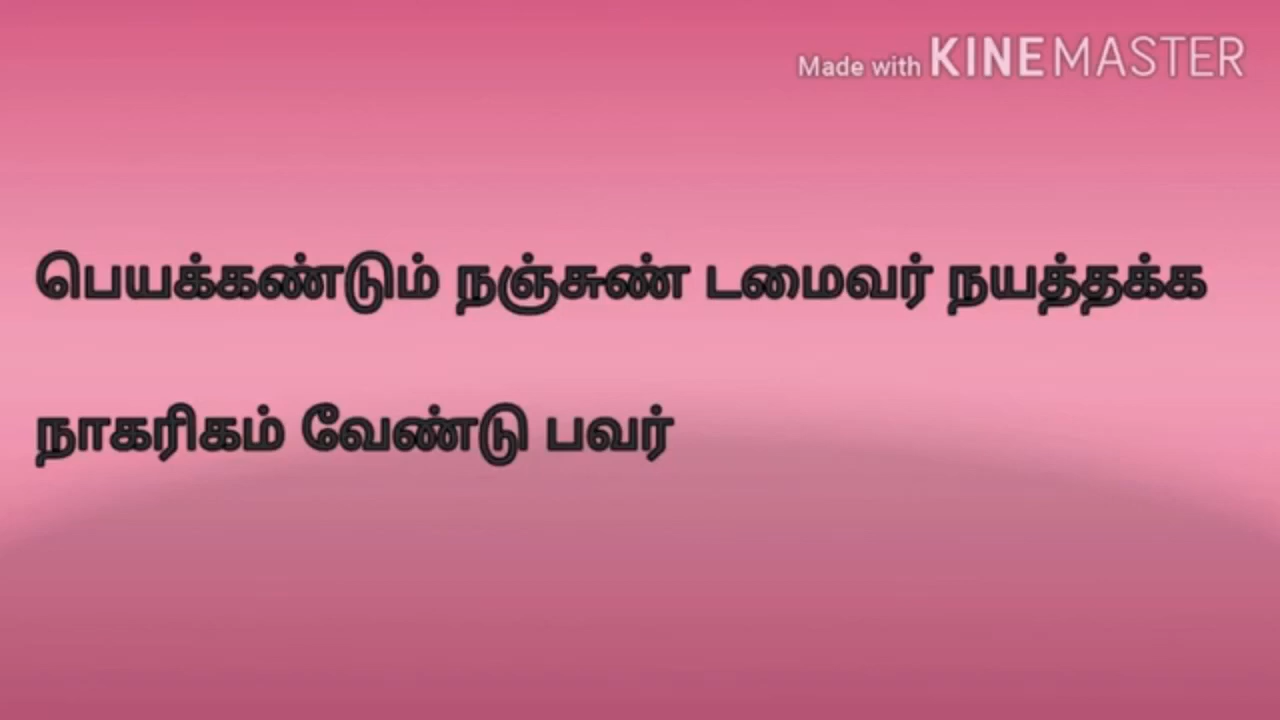 Made with KINEMASTER
பெயக்கண்டும் நஞ்சுண் டமைவர் நயத்தக்க
நாகரிகம் வேண்டு பவர்